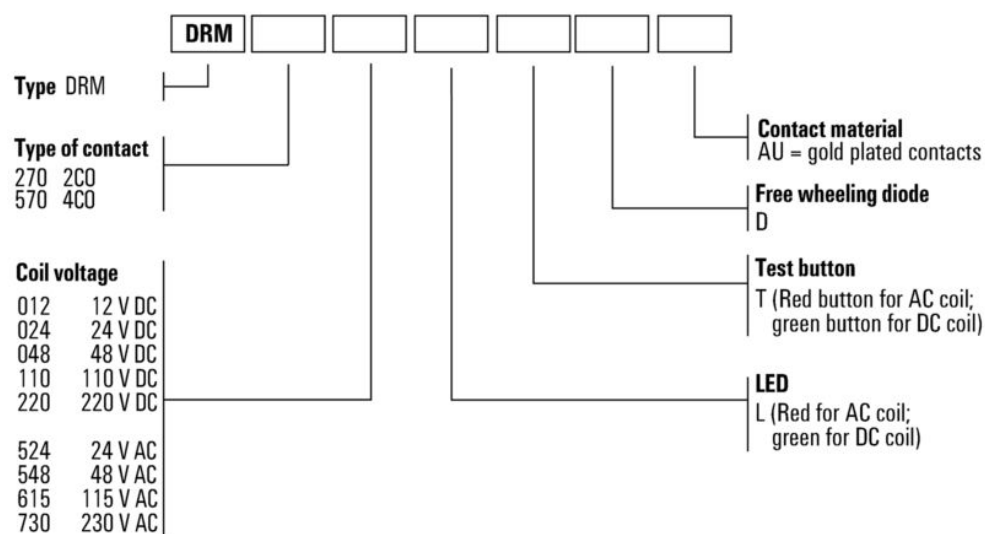 DRM
Type DRM
Type of contact
270 2CO
570 4CO
Coil voltage
012 12 V DC
024 24 V DC
048 48 V DC
110 110 V DC
220 220 V DC
524 24 V AC
548 48 V AC
615 115 V AC
730 230 V AC
Contact material
AU = gold plated contacts
Free wheeling diode
D
Test button
T (Red button for AC coil;
green button for DC coil)
LED
L (Red for AC coil;
green for DC coil)